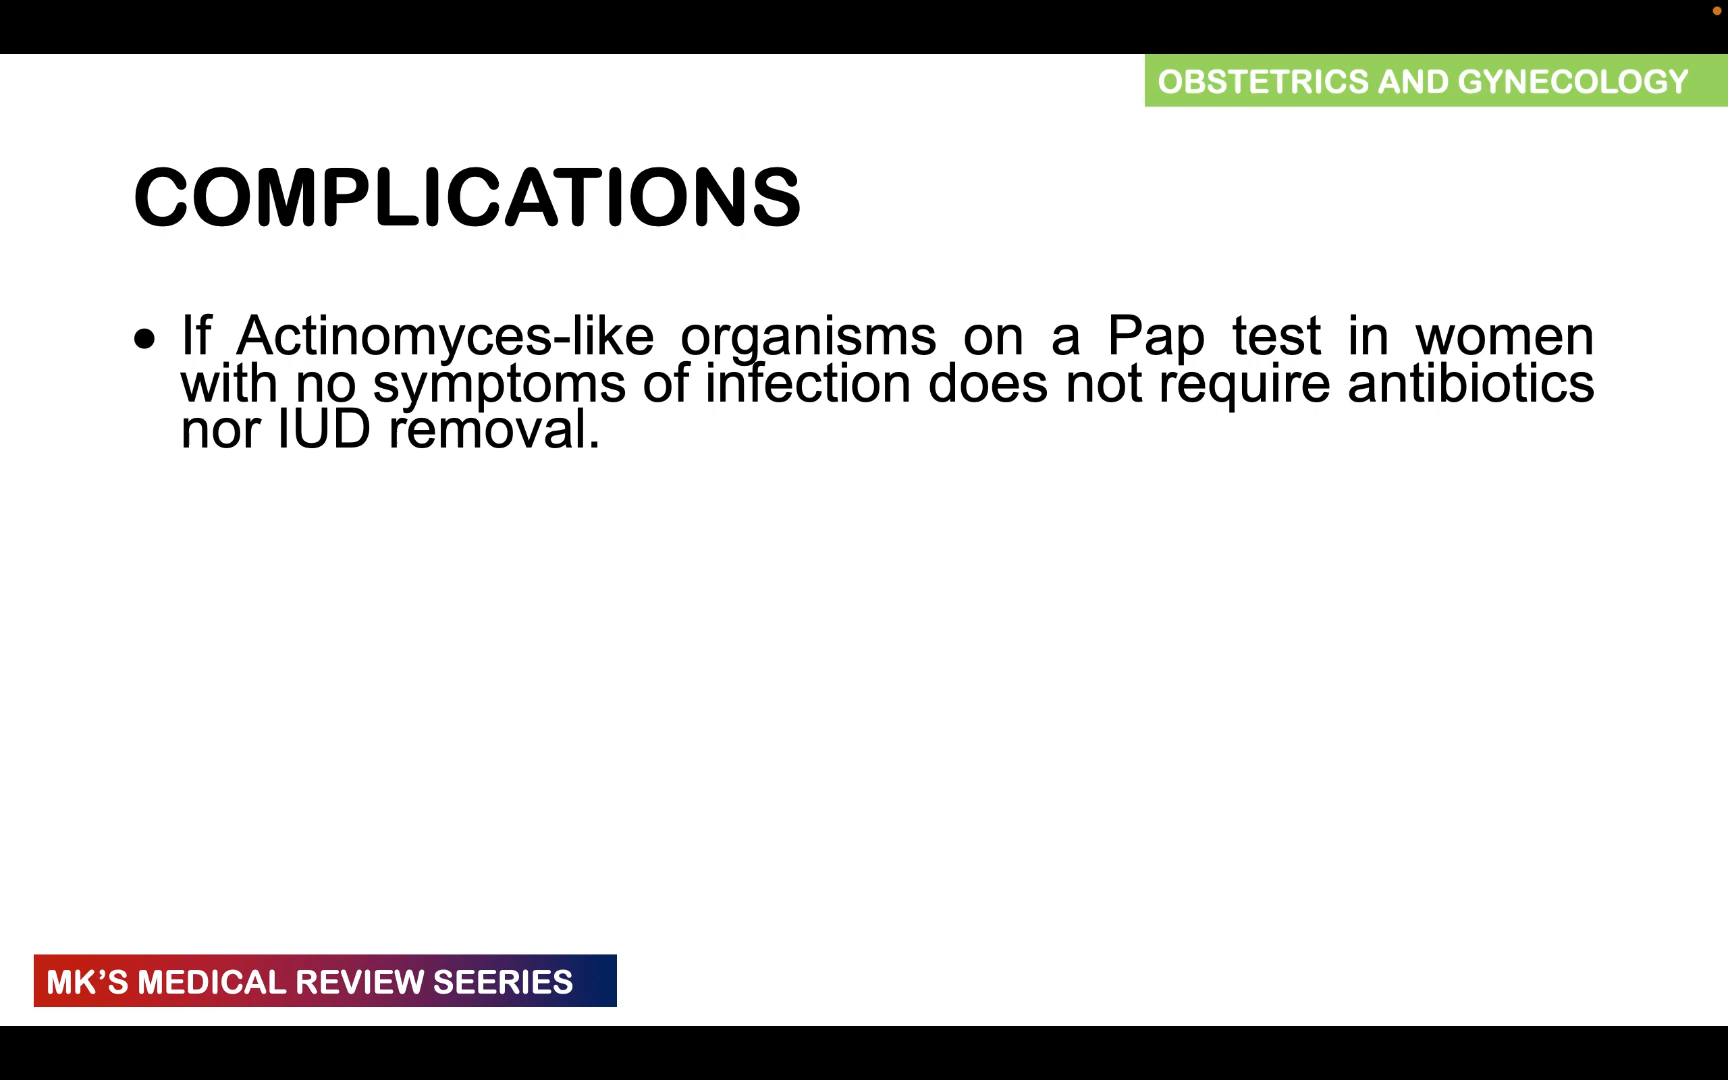 OBSTETRICS AND GYNECOLOGY
COMPLICATIONS
• If Actinomyces-like organisms on a Pap test in women
with no symptoms of infection does not require antibiotics
nor IUD removal.
MK’S MEDICAL REVIEW SEERIES